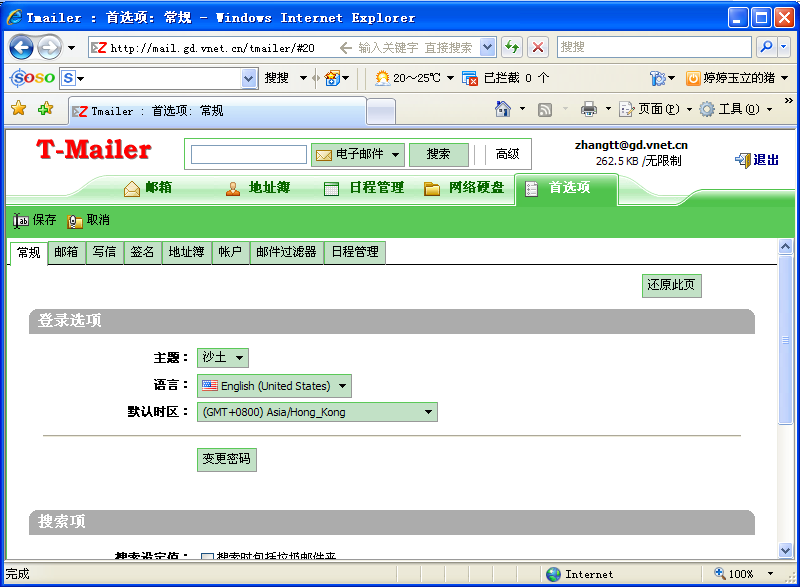 Tmailer : 首选项: 常规 - Windows Internet Explorer
http://mail.gd.vnet.cn/tmailer/#20 输入关键字 直接搜索 搜搜
Soso S 搜搜 20～25℃ 已拦截 0 个 婷婷玉立的猪
Tmailer : 首选项: 常规 页面(P) 工具(O) »
T-Mailer 电子邮件 搜索 高级 zhangtt@gd.vnet.cn
262.5 KB /无限制 退出
邮箱 地址簿 日程管理 网络硬盘 首选项
保存 取消
常规 邮箱 写信 签名 地址簿 帐户 邮件过滤器 日程管理
还原此页
登录选项
主题： 沙土
语言： English (United States)
默认时区： (GMT+0800) Asia/Hong_Kong
变更密码
搜索项
搜索设定值： 搜索时包括垃圾邮件夹
完成 Internet 100%